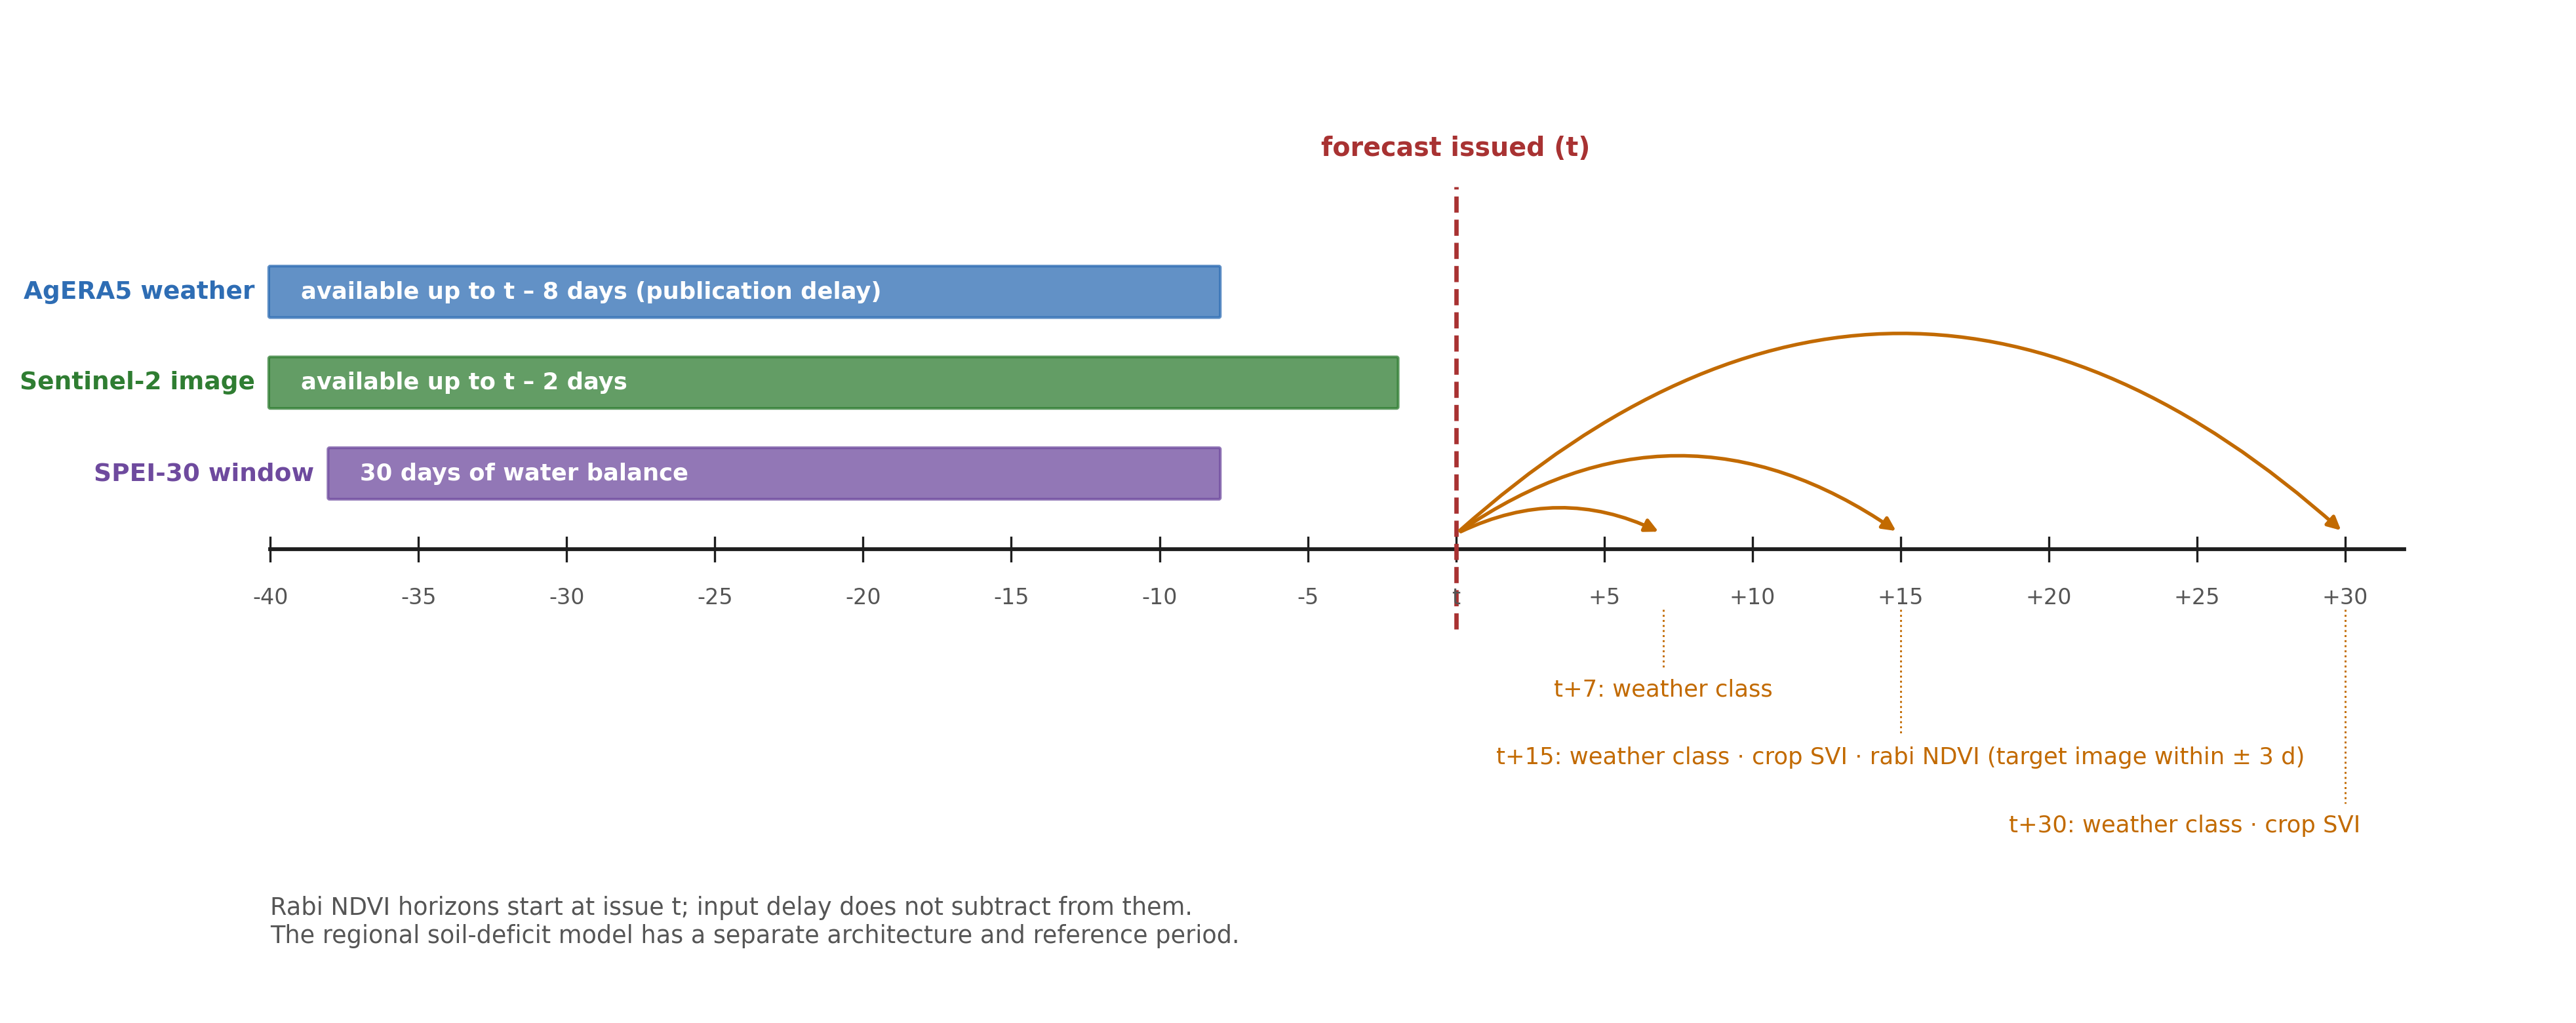 forecast issued (t)
AgERA5 weather
available up to t – 8 days (publication delay)
Sentinel-2 image
available up to t – 2 days
SPEI-30 window
30 days of water balance
-40
-35
-30
-25
-20
-15
-10
-5
t
+5
+10
+15
+20
+25
+30
t+7: weather class
t+15: weather class · crop SVI · rabi NDVI (target image within ± 3 d)
t+30: weather class · crop SVI
Rabi NDVI horizons start at issue t; input delay does not subtract from them.
The regional soil-deficit model has a separate architecture and reference period.